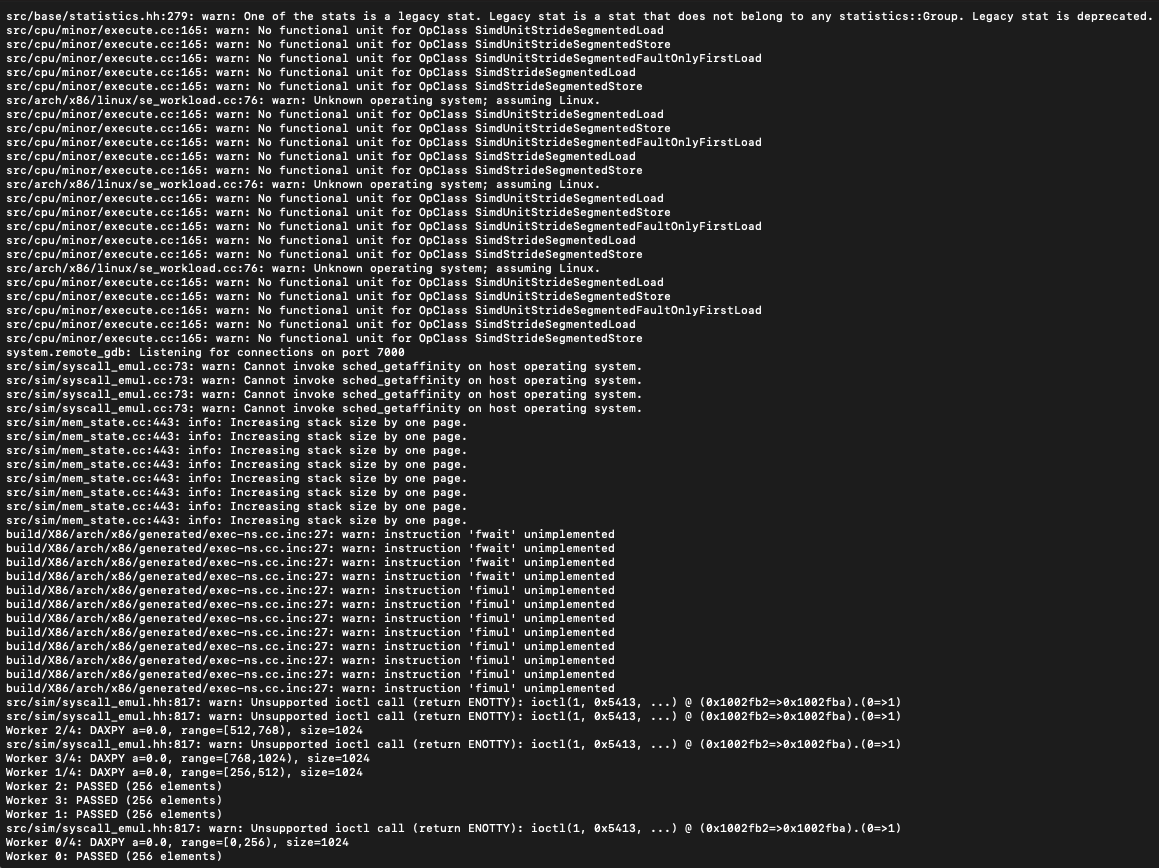 src/base/statistics.hh:279: warn: One of the stats is a legacy stat. Legacy stat is a stat that does not belong to any statistics::Group. Legacy stat is deprecated.
src/cpu/minor/execute.cc:165: warn: No functional unit for OpClass SimdUnitStrideSegmentedLoad
src/cpu/minor/execute.cc:165: warn: No functional unit for OpClass SimdUnitStrideSegmentedStore
src/cpu/minor/execute.cc:165: warn: No functional unit for OpClass SimdUnitStrideSegmentedFaultOnlyFirstLoad
src/cpu/minor/execute.cc:165: warn: No functional unit for OpClass SimdStrideSegmentedLoad
src/cpu/minor/execute.cc:165: warn: No functional unit for OpClass SimdStrideSegmentedStore
src/arch/x86/linux/se_workload.cc:76: warn: Unknown operating system; assuming Linux.
src/cpu/minor/execute.cc:165: warn: No functional unit for OpClass SimdUnitStrideSegmentedLoad
src/cpu/minor/execute.cc:165: warn: No functional unit for OpClass SimdUnitStrideSegmentedStore
src/cpu/minor/execute.cc:165: warn: No functional unit for OpClass SimdUnitStrideSegmentedFaultOnlyFirstLoad
src/cpu/minor/execute.cc:165: warn: No functional unit for OpClass SimdStrideSegmentedLoad
src/cpu/minor/execute.cc:165: warn: No functional unit for OpClass SimdStrideSegmentedStore
src/arch/x86/linux/se_workload.cc:76: warn: Unknown operating system; assuming Linux.
src/cpu/minor/execute.cc:165: warn: No functional unit for OpClass SimdUnitStrideSegmentedLoad
src/cpu/minor/execute.cc:165: warn: No functional unit for OpClass SimdUnitStrideSegmentedStore
src/cpu/minor/execute.cc:165: warn: No functional unit for OpClass SimdUnitStrideSegmentedFaultOnlyFirstLoad
src/cpu/minor/execute.cc:165: warn: No functional unit for OpClass SimdStrideSegmentedLoad
src/cpu/minor/execute.cc:165: warn: No functional unit for OpClass SimdStrideSegmentedStore
src/arch/x86/linux/se_workload.cc:76: warn: Unknown operating system; assuming Linux.
src/cpu/minor/execute.cc:165: warn: No functional unit for OpClass SimdUnitStrideSegmentedLoad
src/cpu/minor/execute.cc:165: warn: No functional unit for OpClass SimdUnitStrideSegmentedStore
src/cpu/minor/execute.cc:165: warn: No functional unit for OpClass SimdUnitStrideSegmentedFaultOnlyFirstLoad
src/cpu/minor/execute.cc:165: warn: No functional unit for OpClass SimdStrideSegmentedLoad
src/cpu/minor/execute.cc:165: warn: No functional unit for OpClass SimdStrideSegmentedStore
system.remote_gdb: Listening for connections on port 7000
src/sim/syscall_emul.cc:73: warn: Cannot invoke sched_getaffinity on host operating system.
src/sim/syscall_emul.cc:73: warn: Cannot invoke sched_getaffinity on host operating system.
src/sim/syscall_emul.cc:73: warn: Cannot invoke sched_getaffinity on host operating system.
src/sim/syscall_emul.cc:73: warn: Cannot invoke sched_getaffinity on host operating system.
src/sim/mem_state.cc:443: info: Increasing stack size by one page.
src/sim/mem_state.cc:443: info: Increasing stack size by one page.
src/sim/mem_state.cc:443: info: Increasing stack size by one page.
src/sim/mem_state.cc:443: info: Increasing stack size by one page.
src/sim/mem_state.cc:443: info: Increasing stack size by one page.
src/sim/mem_state.cc:443: info: Increasing stack size by one page.
src/sim/mem_state.cc:443: info: Increasing stack size by one page.
src/sim/mem_state.cc:443: info: Increasing stack size by one page.
build/X86/arch/x86/generated/exec-ns.cc.inc:27: warn: instruction 'fwait' unimplemented
build/X86/arch/x86/generated/exec-ns.cc.inc:27: warn: instruction 'fwait' unimplemented
build/X86/arch/x86/generated/exec-ns.cc.inc:27: warn: instruction 'fwait' unimplemented
build/X86/arch/x86/generated/exec-ns.cc.inc:27: warn: instruction 'fwait' unimplemented
build/X86/arch/x86/generated/exec-ns.cc.inc:27: warn: instruction 'fimul' unimplemented
build/X86/arch/x86/generated/exec-ns.cc.inc:27: warn: instruction 'fimul' unimplemented
build/X86/arch/x86/generated/exec-ns.cc.inc:27: warn: instruction 'fimul' unimplemented
build/X86/arch/x86/generated/exec-ns.cc.inc:27: warn: instruction 'fimul' unimplemented
build/X86/arch/x86/generated/exec-ns.cc.inc:27: warn: instruction 'fimul' unimplemented
build/X86/arch/x86/generated/exec-ns.cc.inc:27: warn: instruction 'fimul' unimplemented
build/X86/arch/x86/generated/exec-ns.cc.inc:27: warn: instruction 'fimul' unimplemented
build/X86/arch/x86/generated/exec-ns.cc.inc:27: warn: instruction 'fimul' unimplemented
src/sim/syscall_emul.hh:817: warn: Unsupported ioctl call (return ENOTTY): ioctl(1, 0x5413, ...) @ (0x1002fb2=>0x1002fba).(0=>1)
src/sim/syscall_emul.hh:817: warn: Unsupported ioctl call (return ENOTTY): ioctl(1, 0x5413, ...) @ (0x1002fb2=>0x1002fba).(0=>1)
Worker 2/4: DAXPY a=0.0, range=[512,768), size=1024
src/sim/syscall_emul.hh:817: warn: Unsupported ioctl call (return ENOTTY): ioctl(1, 0x5413, ...) @ (0x1002fb2=>0x1002fba).(0=>1)
Worker 3/4: DAXPY a=0.0, range=[768,1024), size=1024
Worker 1/4: DAXPY a=0.0, range=[256,512), size=1024
Worker 2: PASSED (256 elements)
Worker 3: PASSED (256 elements)
Worker 1: PASSED (256 elements)
src/sim/syscall_emul.hh:817: warn: Unsupported ioctl call (return ENOTTY): ioctl(1, 0x5413, ...) @ (0x1002fb2=>0x1002fba).(0=>1)
Worker 0/4: DAXPY a=0.0, range=[0,256), size=1024
Worker 0: PASSED (256 elements)